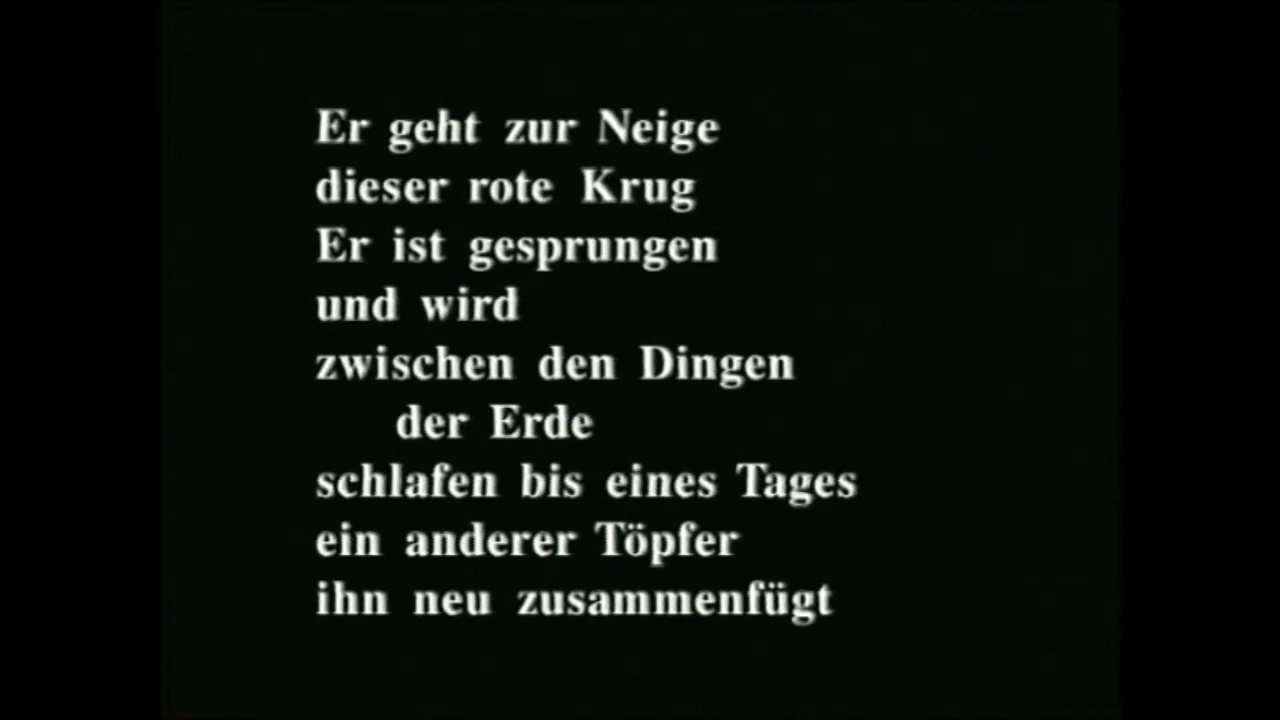 Er geht zur Neige
dieser rote Krug
Er ist gesprungen
und wird
zwischen den Dingen
der Erde
schlafen bis eines Tages
ein anderer Töpfer
ihn neu zusammenfügt